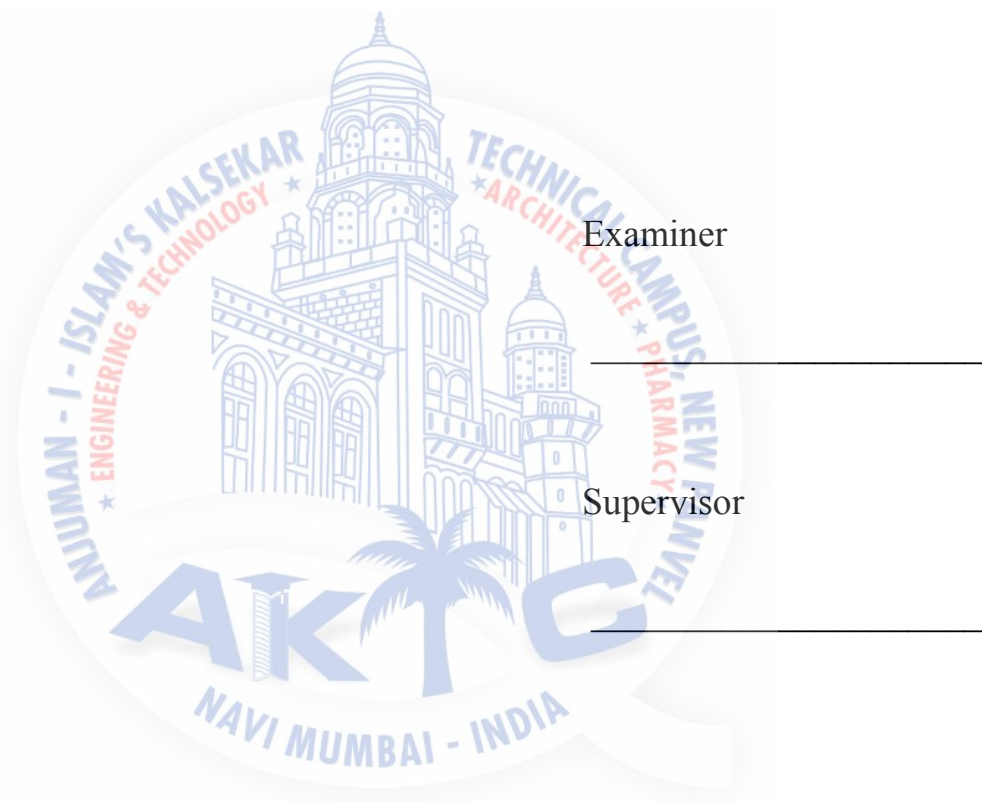 ANJUMAN - I - ISLAM'S KALSEKAR TECHNICAL CAMPUS, NEW PANVEL
★ ENGINEERING & TECHNOLOGY ★ ★ ARCHITECTURE ★ PHARMACY ★
Examiner
Supervisor
AKTC
NAVI MUMBAI - INDIA